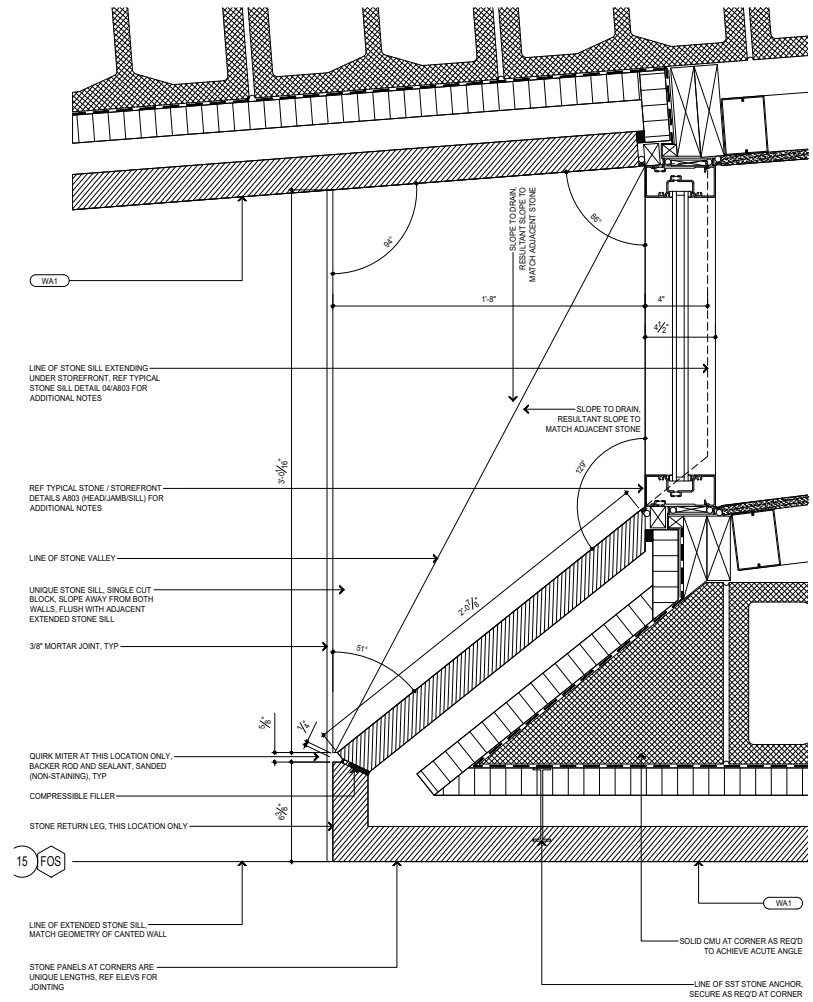 94°
86°
SLOPE TO DRAIN,
RESULTANT SLOPE TO
MATCH ADJACENT STONE
WA1
1'-8"
4"
4 1/2"
LINE OF STONE SILL EXTENDING
UNDER STOREFRONT, REF TYPICAL
STONE SILL DETAIL 04/A803 FOR
ADDITIONAL NOTES
SLOPE TO DRAIN,
RESULTANT SLOPE TO
MATCH ADJACENT STONE
129°
REF TYPICAL STONE / STOREFRONT
DETAILS A803 (HEAD/JAMB/SILL) FOR
ADDITIONAL NOTES
LINE OF STONE VALLEY
UNIQUE STONE SILL, SINGLE CUT
BLOCK, SLOPE AWAY FROM BOTH
WALLS, FLUSH WITH ADJACENT
EXTENDED STONE SILL
2'-0 7/8"
3/8" MORTAR JOINT, TYP
51°
5/8"
1/4"
QUIRK MITER AT THIS LOCATION ONLY,
BACKER ROD AND SEALANT, SANDED
(NON-STAINING), TYP
COMPRESSIBLE FILLER
6 3/8"
STONE RETURN LEG, THIS LOCATION ONLY
15 FOS
WA1
LINE OF EXTENDED STONE SILL,
MATCH GEOMETRY OF CANTED WALL
SOLID CMU AT CORNER AS REQ'D
TO ACHIEVE ACUTE ANGLE
STONE PANELS AT CORNERS ARE
UNIQUE LENGTHS, REF ELEVS FOR
JOINTING
LINE OF SST STONE ANCHOR,
SECURE AS REQ'D AT CORNER